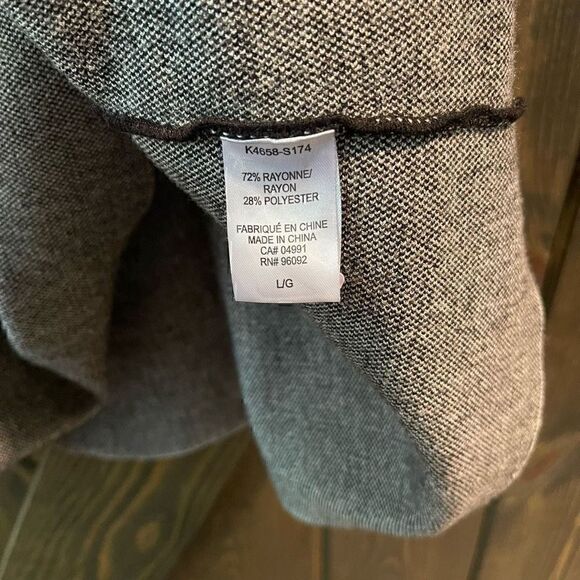 K4658-S174
72% RAYONNE/
RAYON
28% POLYESTER
FABRIQUÉ EN CHINE
MADE IN CHINA
CA# 04991
RN# 96092
L/G